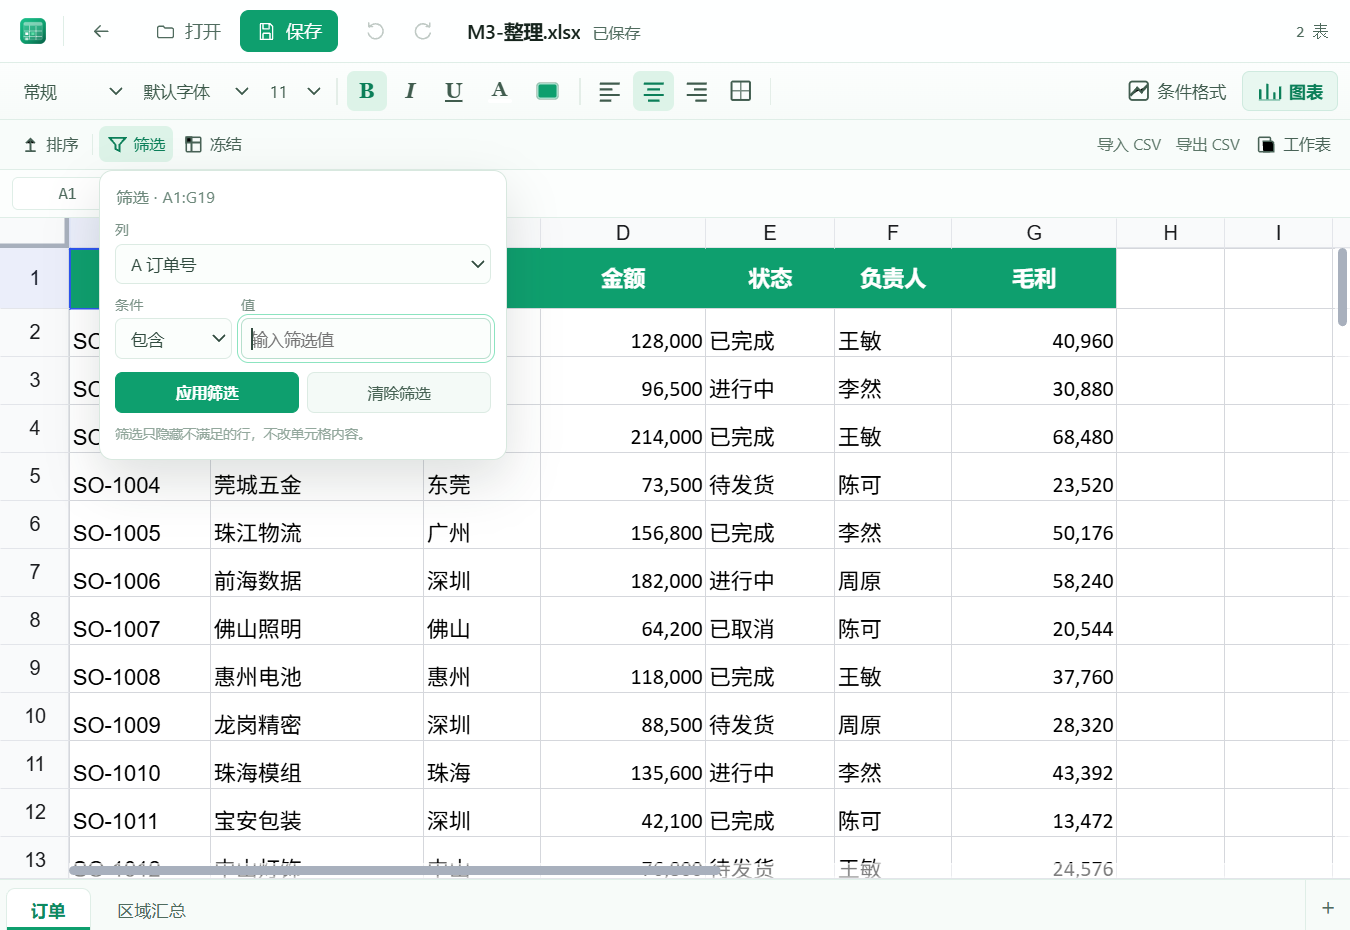 打开 保存 M3-整理.xlsx 已保存 2 表
常规 默认字体 11 B I U A 条件格式 图表
排序 筛选 冻结 导入 CSV 导出 CSV 工作表
A1
筛选 · A1:G19
列
A 订单号
条件 值
包含 输入筛选值
应用筛选 清除筛选
筛选只隐藏不满足的行，不改单元格内容。
D E F G H I
1 金额 状态 负责人 毛利
2 SO 128,000 已完成 王敏 40,960
3 SO 96,500 进行中 李然 30,880
4 SO 214,000 已完成 王敏 68,480
5 SO-1004 莞城五金 东莞 73,500 待发货 陈可 23,520
6 SO-1005 珠江物流 广州 156,800 已完成 李然 50,176
7 SO-1006 前海数据 深圳 182,000 进行中 周原 58,240
8 SO-1007 佛山照明 佛山 64,200 已取消 陈可 20,544
9 SO-1008 惠州电池 惠州 118,000 已完成 王敏 37,760
10 SO-1009 龙岗精密 深圳 88,500 待发货 周原 28,320
11 SO-1010 珠海模组 珠海 135,600 进行中 李然 43,392
12 SO-1011 宝安包装 深圳 42,100 已完成 陈可 13,472
13 SO-1012 中山灯饰 中山 76,800 待发货 王敏 24,576
订单 区域汇总